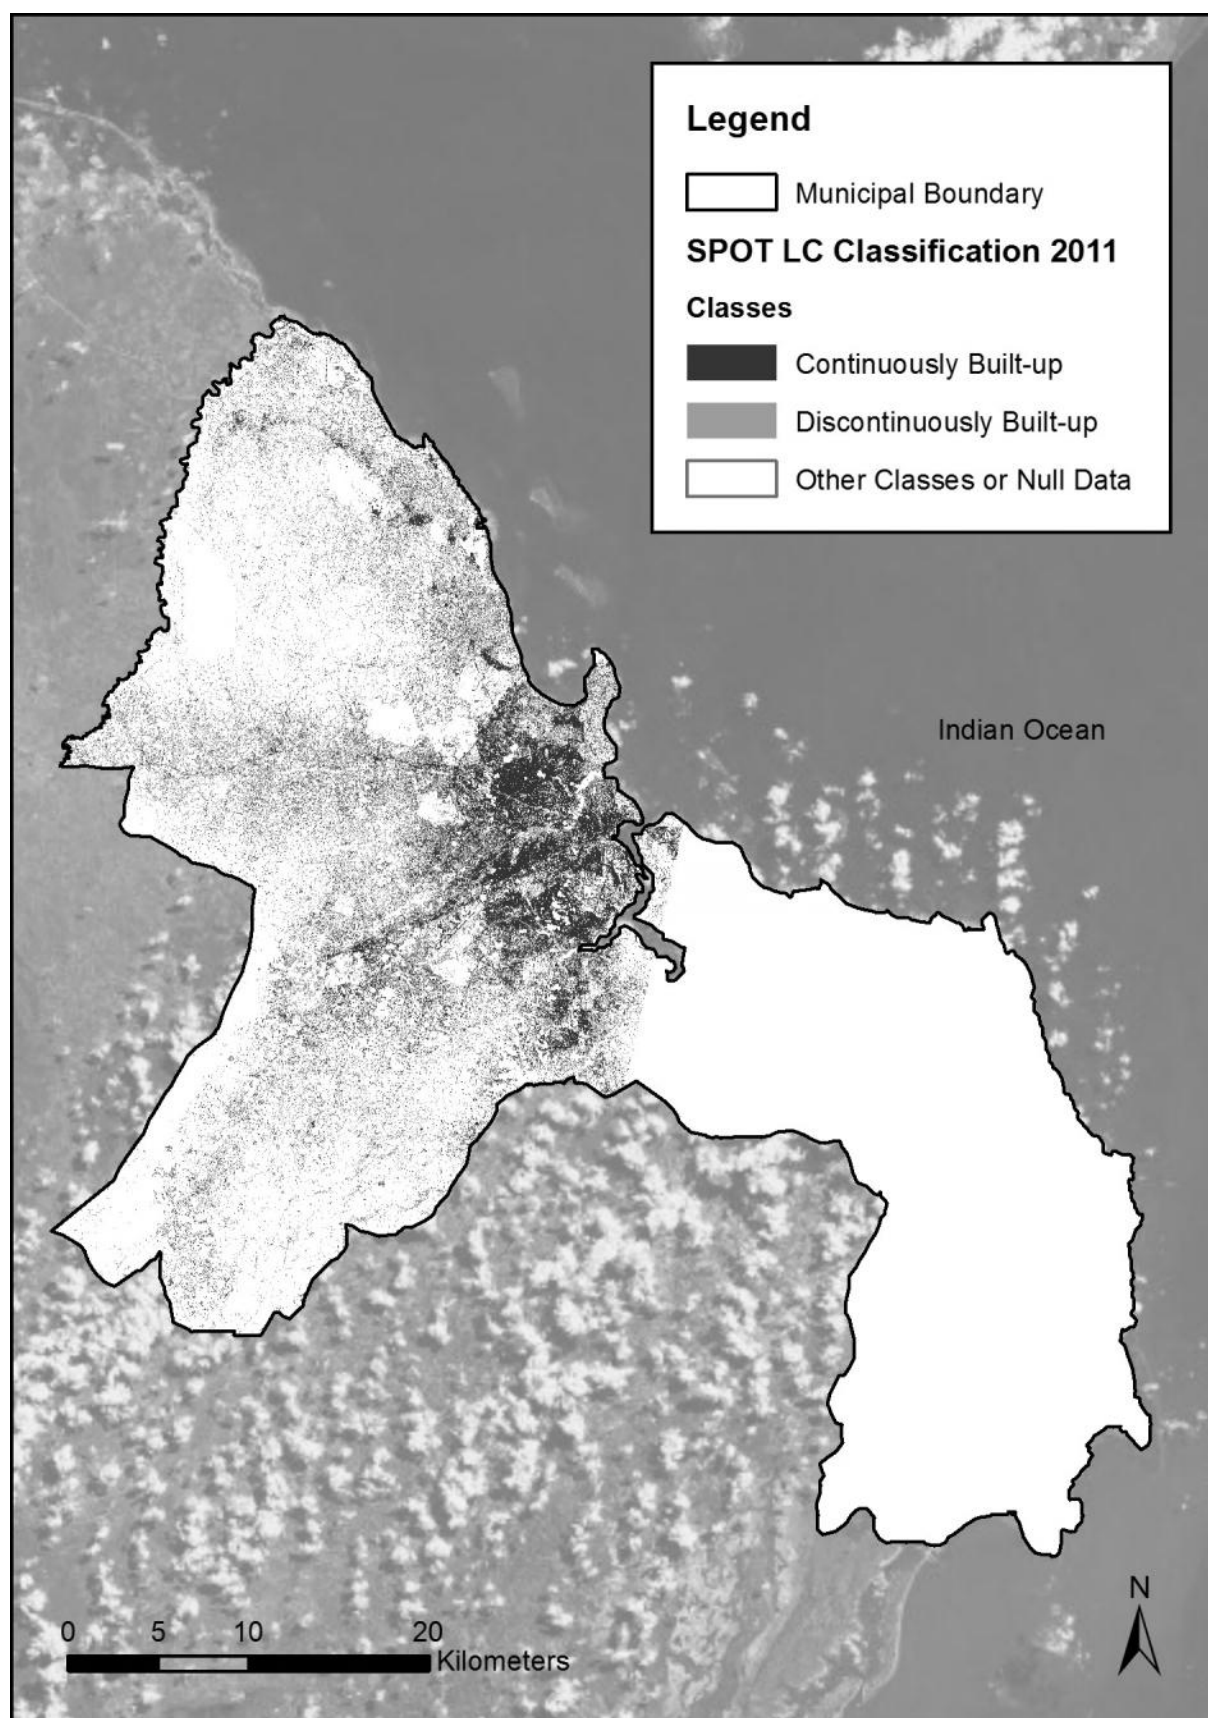 Legend
Municipal Boundary
SPOT LC Classification 2011
Classes
Continuously Built-up
Discontinuously Built-up
Other Classes or Null Data
Indian Ocean
N
0 5 10 20
Kilometers